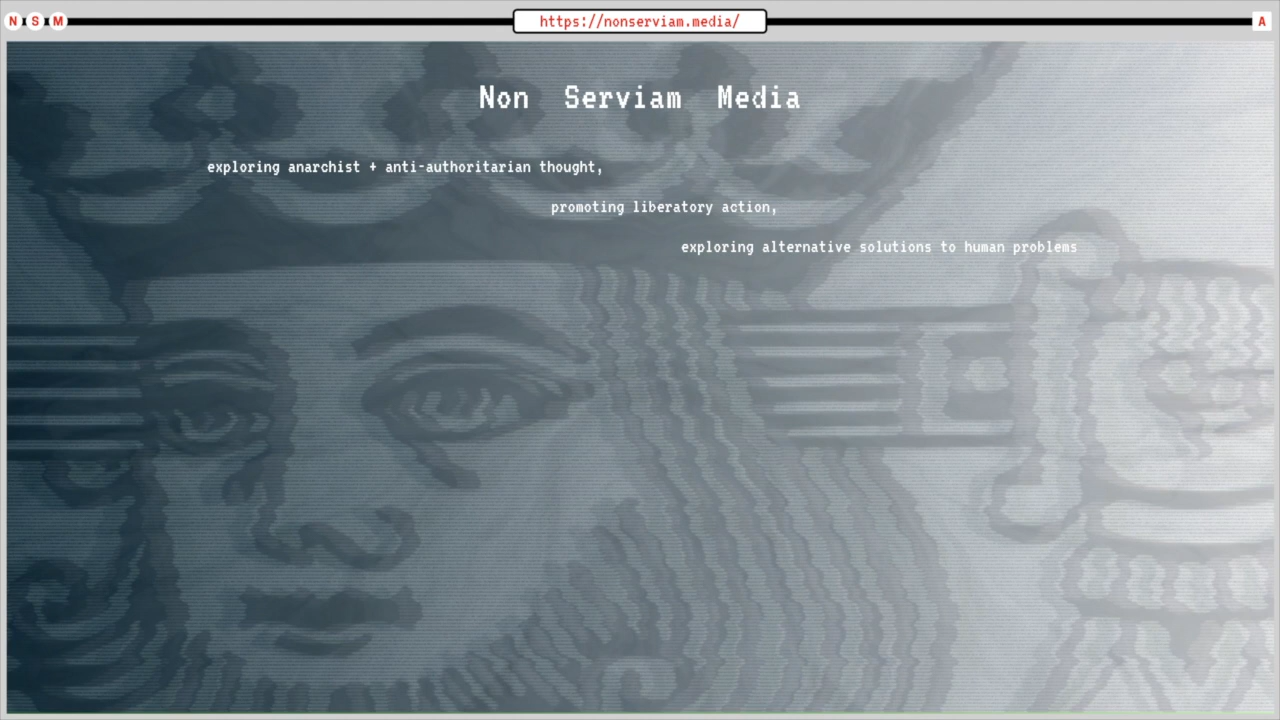 N S M
https://nonserviam.media/
A
Non Serviam Media
exploring anarchist + anti-authoritarian thought,
promoting liberatory action,
exploring alternative solutions to human problems